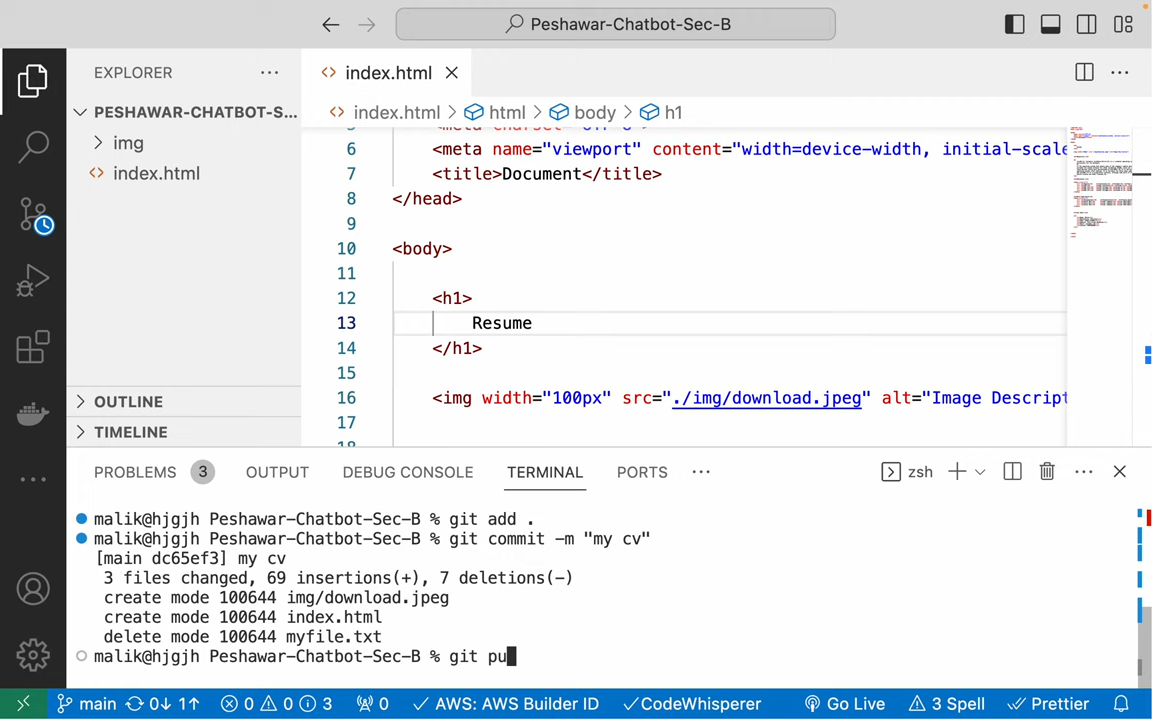 Peshawar-Chatbot-Sec-B
EXPLORER
index.html
PESHAWAR-CHATBOT-S...
index.html > html > body > h1
img
index.html
6 <meta name="viewport" content="width=device-width, initial-scale
7 <title>Document</title>
8 </head>
9
10 <body>
11
12 <h1>
13 Resume
14 </h1>
15
16 <img width="100px" src="./img/download.jpeg" alt="Image Descript
17
OUTLINE
TIMELINE
PROBLEMS 3 OUTPUT DEBUG CONSOLE TERMINAL PORTS ... zsh
malik@hjgjh Peshawar-Chatbot-Sec-B % git add .
malik@hjgjh Peshawar-Chatbot-Sec-B % git commit -m "my cv"
[main dc65ef3] my cv
3 files changed, 69 insertions(+), 7 deletions(-)
create mode 100644 img/download.jpeg
create mode 100644 index.html
delete mode 100644 myfile.txt
malik@hjgjh Peshawar-Chatbot-Sec-B % git pu
main 0↓ 1↑ 0 0 3 0 AWS: AWS Builder ID CodeWhisperer Go Live 3 Spell Prettier